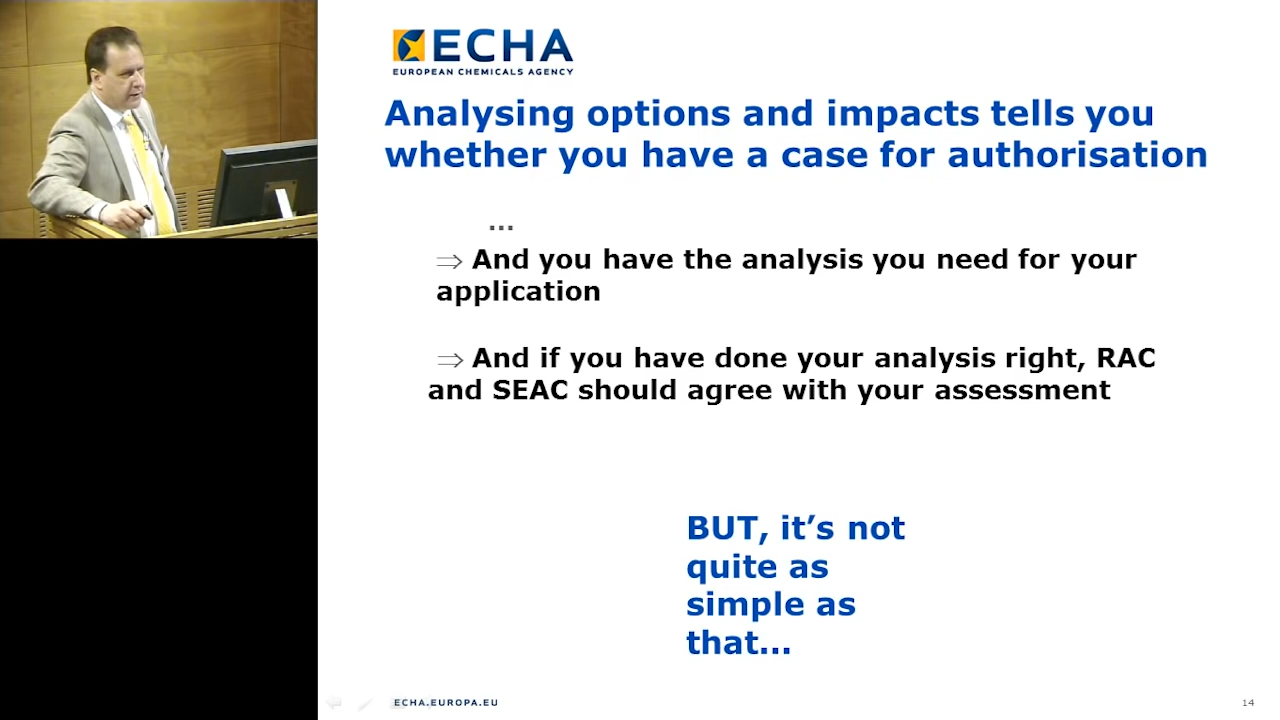 ECHA
EUROPEAN CHEMICALS AGENCY
Analysing options and impacts tells you
whether you have a case for authorisation
...
⇒ And you have the analysis you need for your
application
⇒ And if you have done your analysis right, RAC
and SEAC should agree with your assessment
BUT, it’s not
quite as
simple as
that...
ECHA.EUROPA.EU
14